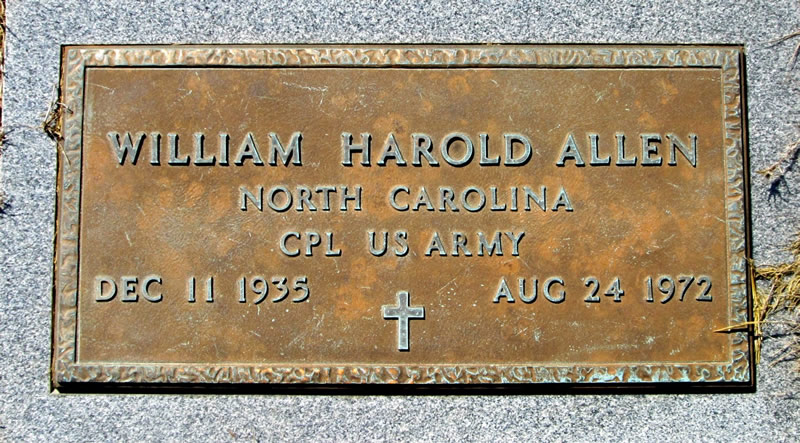 WILLIAM HAROLD ALLEN
NORTH CAROLINA
CPL US ARMY
DEC 11 1935 AUG 24 1972